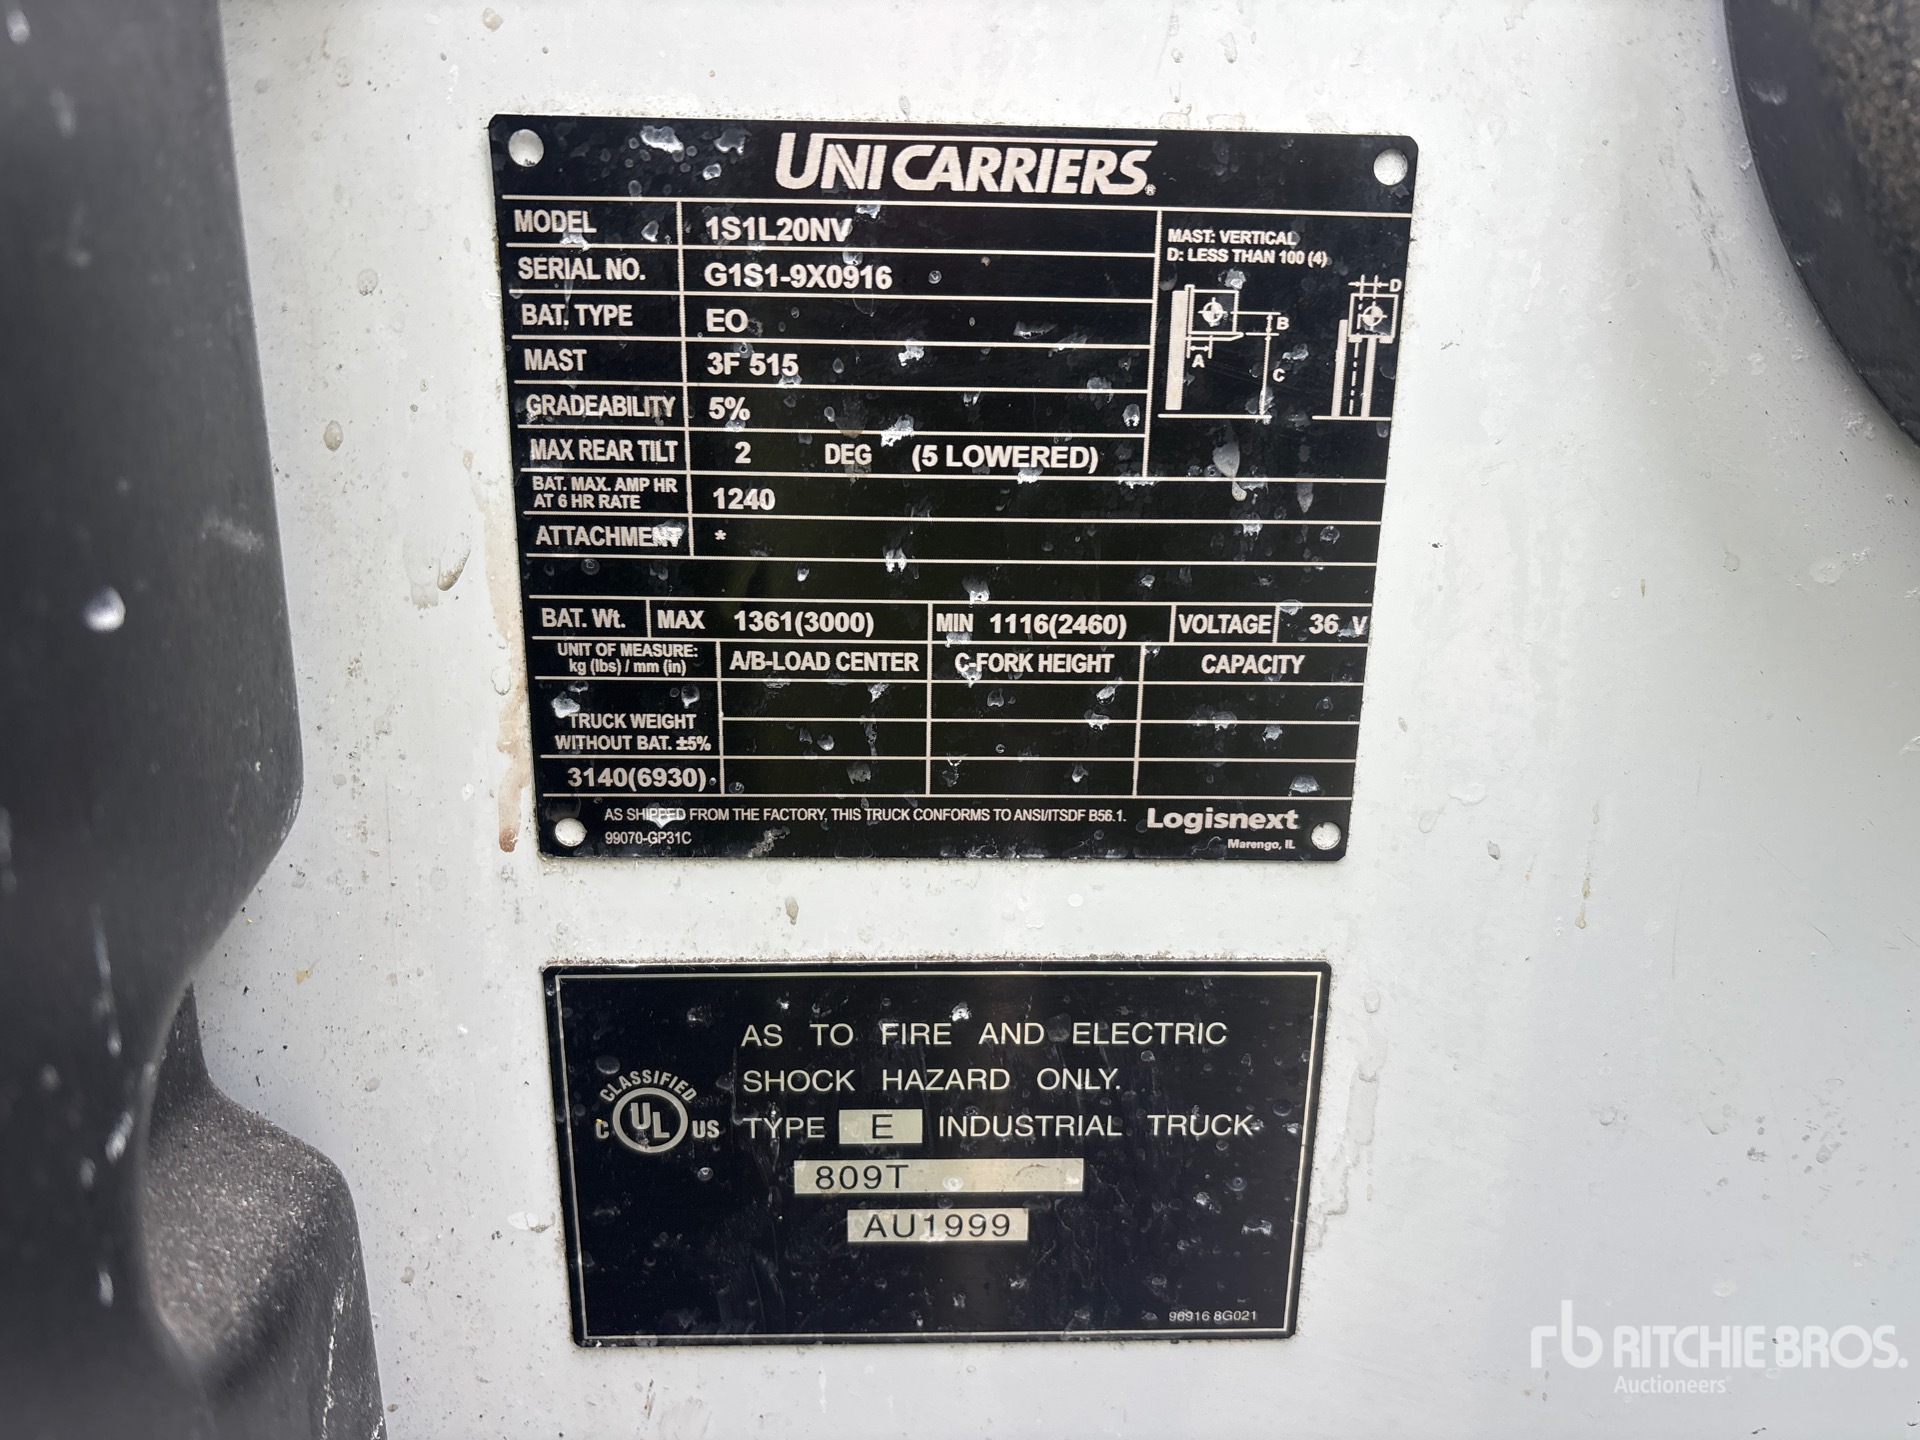 UNICARRIERS®
MODEL 1S1L20NV
SERIAL NO. G1S1-9X0916
BAT. TYPE EO
MAST 3F 515
GRADEABILITY 5%
MAX REAR TILT 2 DEG (5 LOWERED)
BAT. MAX. AMP HR
AT 6 HR RATE
1240
ATTACHMENT *
MAST: VERTICAL
D: LESS THAN 100 (4)
D
B
A
C
BAT. Wt. MAX 1361(3000) MIN 1116(2460) VOLTAGE 36 V
UNIT OF MEASURE:
kg (lbs) / mm (in)
A/B-LOAD CENTER C-FORK HEIGHT CAPACITY
TRUCK WEIGHT
WITHOUT BAT. ±5%
3140(6930)
AS SHIPPED FROM THE FACTORY, THIS TRUCK CONFORMS TO ANSI/ITSDF B56.1.
99070-GP31C
Logisnext
Marengo, IL
AS TO FIRE AND ELECTRIC
SHOCK HAZARD ONLY.
TYPE E INDUSTRIAL TRUCK
809T
AU1999
CLASSIFIED
C UL US
96916 8G021
rb RITCHIE BROS.
Auctioneers